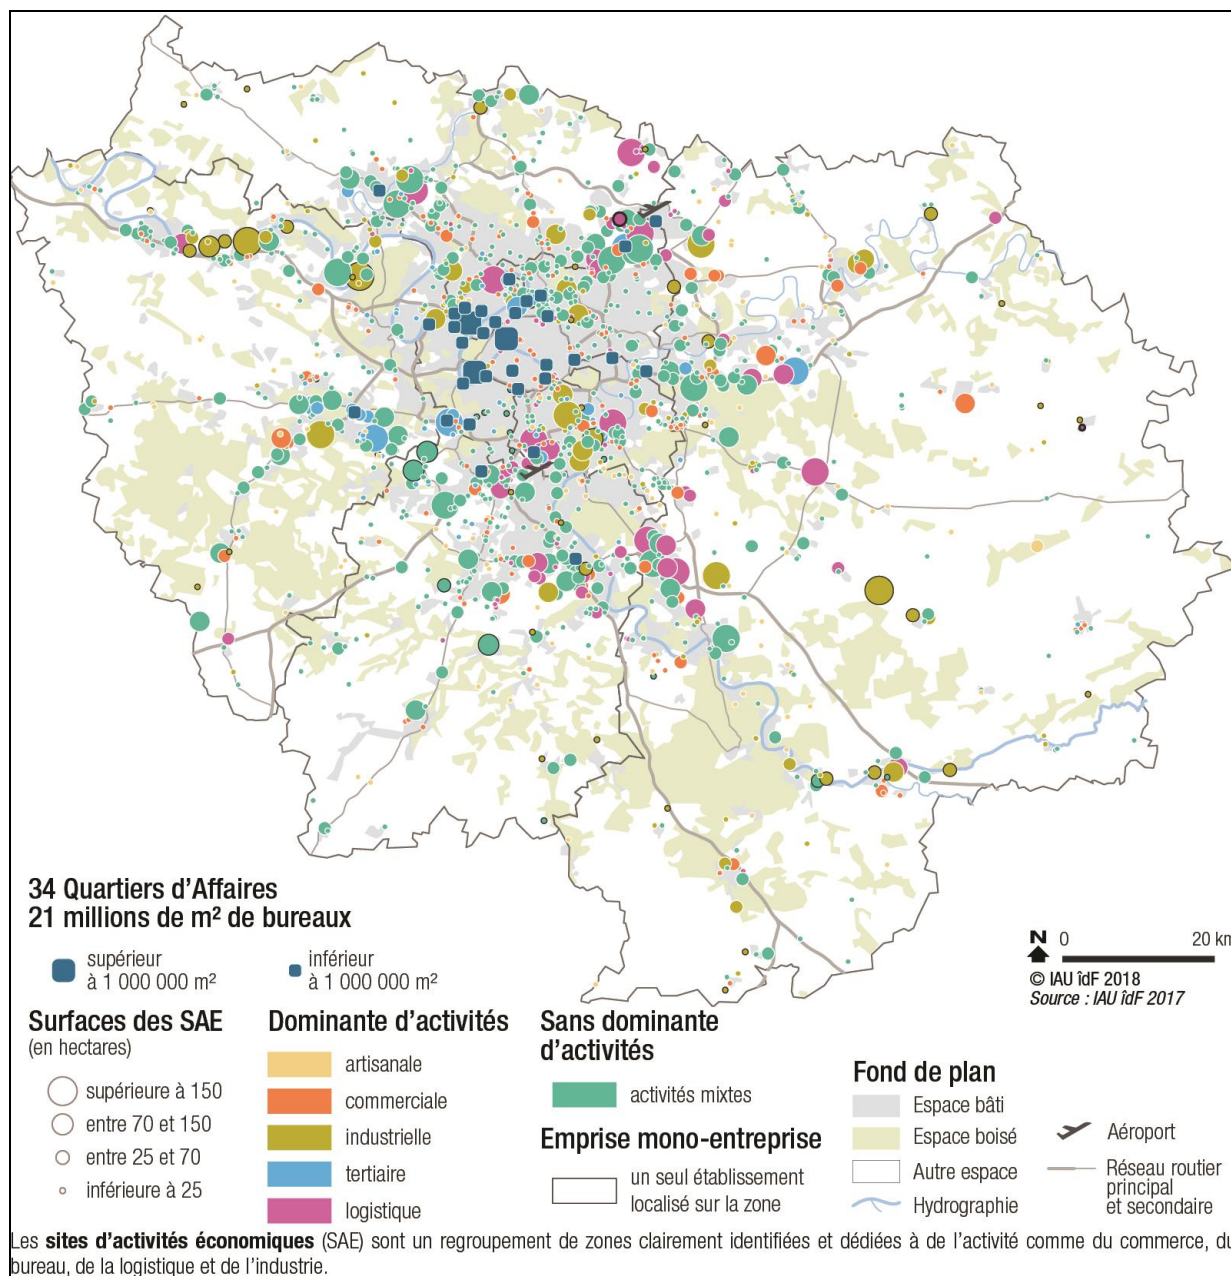 34 Quartiers d’Affaires
21 millions de m² de bureaux
supérieur
à 1 000 000 m²
inférieur
à 1 000 000 m²
N 0 20 km
© IAU îdF 2018
Source : IAU îdF 2017
Surfaces des SAE
(en hectares)
supérieure à 150
entre 70 et 150
entre 25 et 70
inférieure à 25
Dominante d’activités
artisanale
commerciale
industrielle
tertiaire
logistique
Sans dominante
d’activités
activités mixtes
Emprise mono-entreprise
un seul établissement
localisé sur la zone
Fond de plan
Espace bâti
Espace boisé
Autre espace
Hydrographie
Aéroport
Réseau routier
principal
et secondaire
Les sites d’activités économiques (SAE) sont un regroupement de zones clairement identifiées et dédiées à de l’activité comme du commerce, du
bureau, de la logistique et de l’industrie.